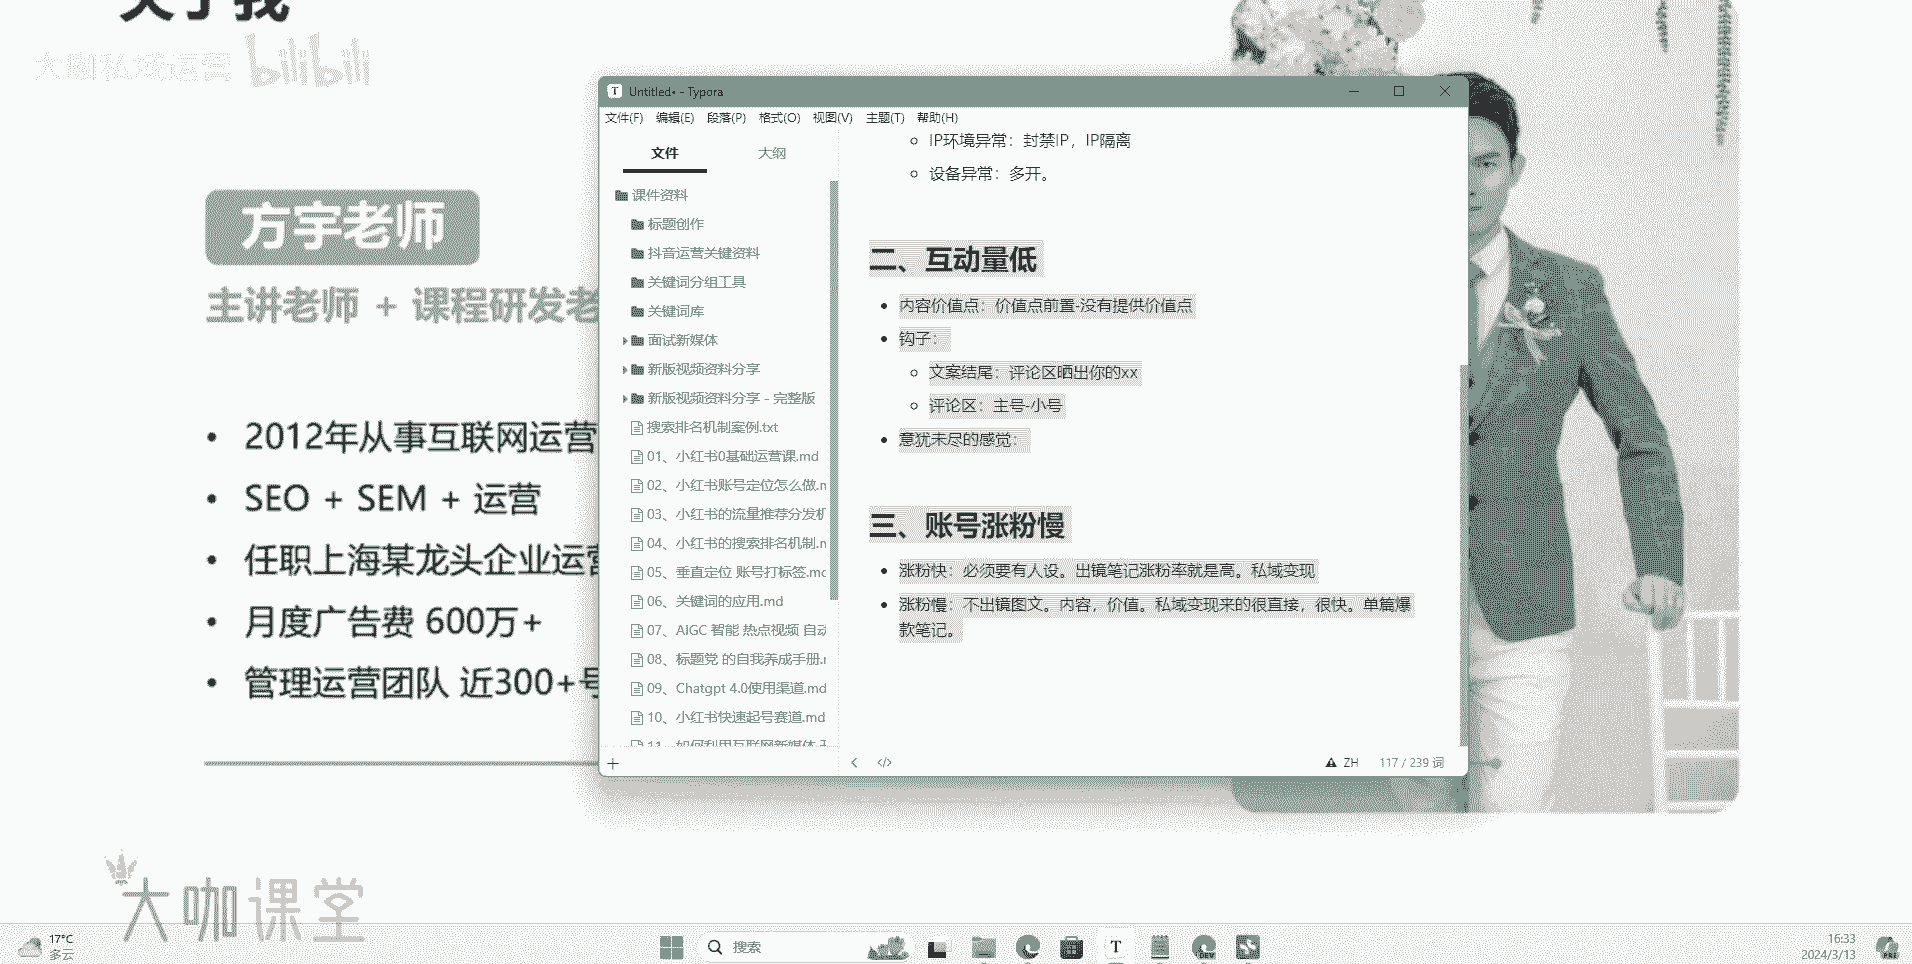 关于我
大咖私域运营 bilibili
方宇老师
主讲老师 + 课程研发老
• 2012年从事互联网运营
• SEO + SEM + 运营
• 任职上海某龙头企业运营
• 月度广告费 600万+
• 管理运营团队 近300+号
Untitled• - Typora
文件(F) 编辑(E) 段落(P) 格式(O) 视图(V) 主题(T) 帮助(H)
文件 大纲
课件资料
标题创作
抖音运营关键资料
关键词分组工具
关键词库
面试新媒体
新版视频资料分享
新版视频资料分享 - 完整版
搜索排名机制案例.txt
01、小红书0基础运营课.md
02、小红书账号定位怎么做.m
03、小红书的流量推荐分发机
04、小红书的搜索排名机制.m
05、垂直定位 账号打标签.md
06、关键词的应用.md
07、AIGC 智能 热点视频 自动
08、标题党 的自我养成手册.m
09、Chatgpt 4.0使用渠道.md
10、小红书快速起号赛道.md
11、如何利用互联网新媒体
IP环境异常：封禁IP，IP隔离
设备异常：多开。
二、互动量低
内容价值点：价值点前置-没有提供价值点
钩子：
文案结尾：评论区晒出你的xx
评论区：主号-小号
意犹未尽的感觉：
三、账号涨粉慢
涨粉快：必须要有人设。出镜笔记涨粉率就是高。私域变现
涨粉慢：不出镜图文。内容，价值。私域变现来的很直接，很快。单篇爆
款笔记。
ZH 117 / 239 词
大咖课堂
17°C
多云
搜索
16:33
2024/3/13